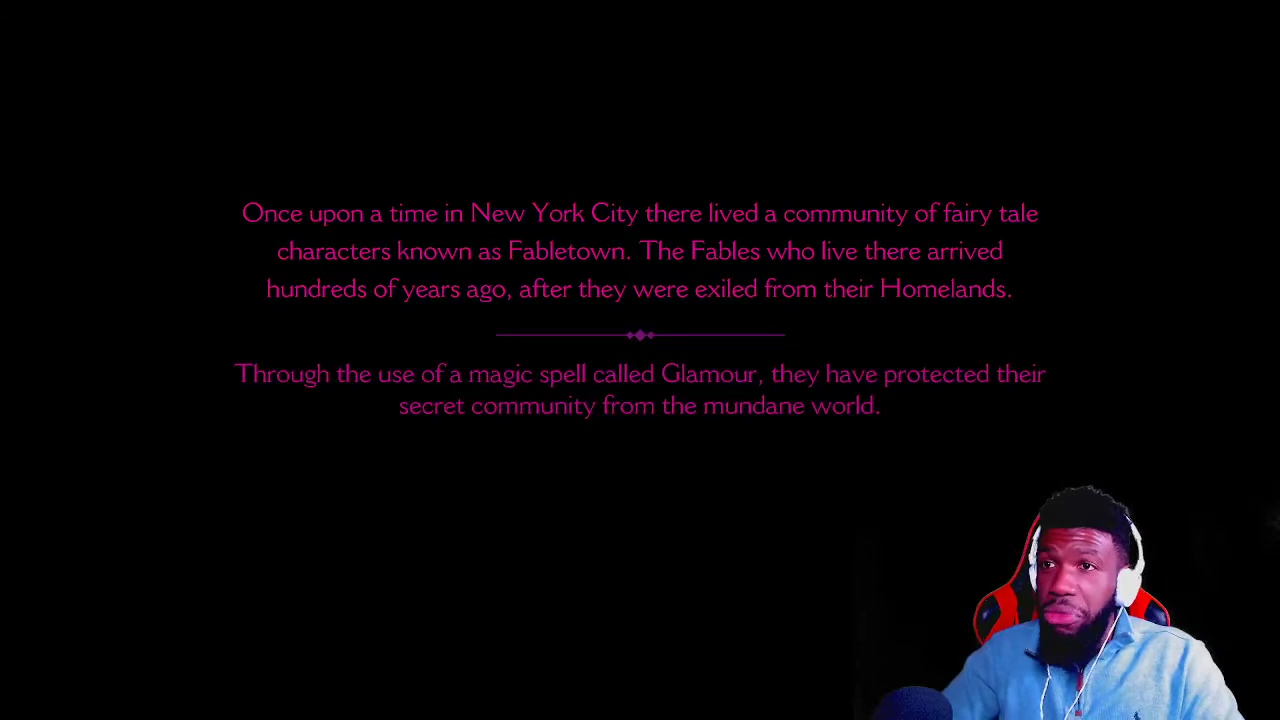 Once upon a time in New York City there lived a community of fairy tale
characters known as Fabletown. The Fables who live there arrived
hundreds of years ago, after they were exiled from their Homelands.
Through the use of a magic spell called Glamour, they have protected their
secret community from the mundane world.